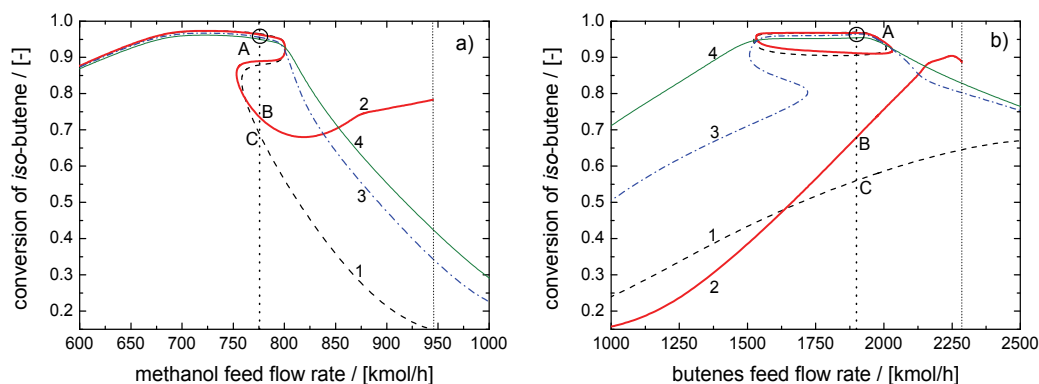 a)
1.0
0.9
0.8
0.7
0.6
0.5
0.4
0.3
0.2
conversion of iso-butene / [-]
A
B
C
2
4
3
1
600 650 700 750 800 850 900 950 1000
methanol feed flow rate / [kmol/h]
b)
1.0
0.9
0.8
0.7
0.6
0.5
0.4
0.3
0.2
conversion of iso-butene / [-]
4
A
3
B
C
1
2
1000 1250 1500 1750 2000 2250 2500
butenes feed flow rate / [kmol/h]